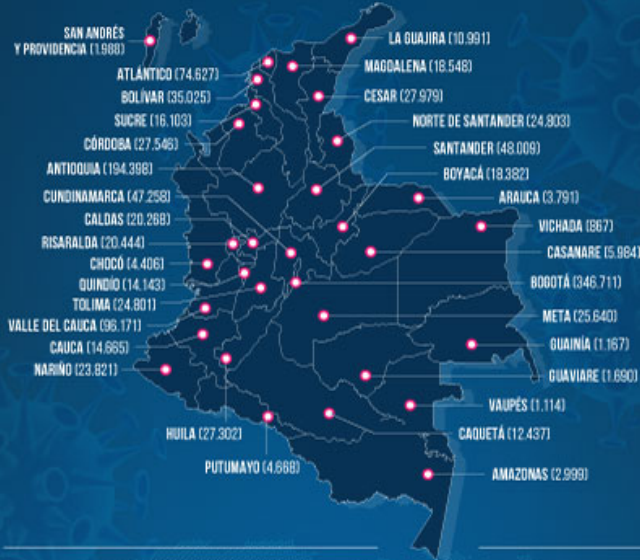 SAN ANDRÉS
Y PROVIDENCIA (1.988)
ATLÁNTICO (74.627)
BOLÍVAR (35.025)
SUCRE (16.103)
CÓRDOBA (27.546)
ANTIOQUIA (194.398)
CUNDINAMARCA (47.258)
CALDAS (20.268)
RISARALDA (20.444)
CHOCÓ (4.406)
QUINDÍO (14.143)
TOLIMA (24.801)
VALLE DEL CAUCA (96.171)
CAUCA (14.665)
NARIÑO (23.821)
HUILA (27.302)
PUTUMAYO (4.668)
LA GUAJIRA (10.991)
MAGDALENA (18.548)
CESAR (27.979)
NORTE DE SANTANDER (24.803)
SANTANDER (48.009)
BOYACÁ (18.382)
ARAUCA (3.791)
VICHADA (867)
CASANARE (5.984)
BOGOTÁ (346.711)
META (25.640)
GUAINÍA (1.167)
GUAVIARE (1.690)
VAUPÉS (1.114)
CAQUETÁ (12.437)
AMAZONAS (2.999)